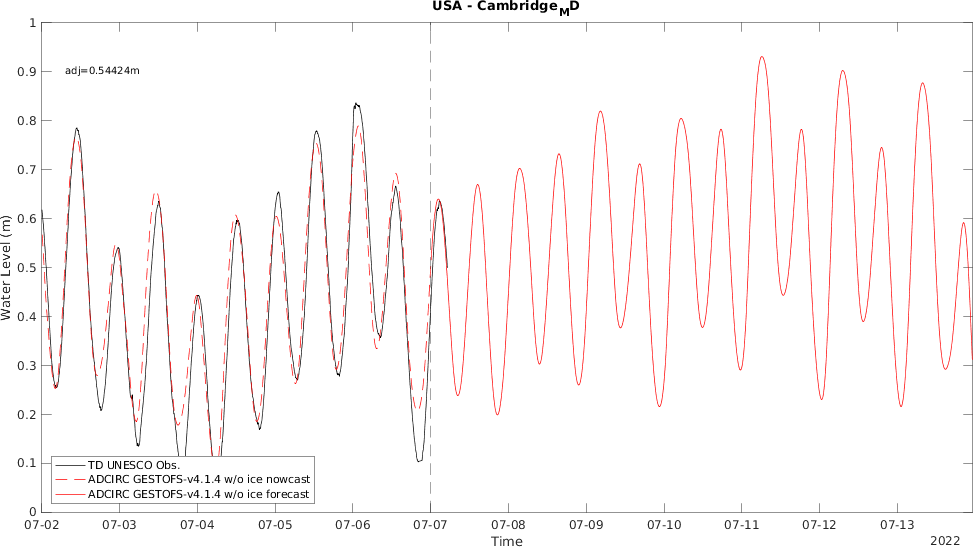 USA - Cambridge_MD
adj=0.54424m
Water Level (m)
1
0.9
0.8
0.7
0.6
0.5
0.4
0.3
0.2
0.1
0
TD UNESCO Obs.
ADCIRC GESTOFS-v4.1.4 w/o ice nowcast
ADCIRC GESTOFS-v4.1.4 w/o ice forecast
07-02 07-03 07-04 07-05 07-06 07-07 07-08 07-09 07-10 07-11 07-12 07-13
Time
2022